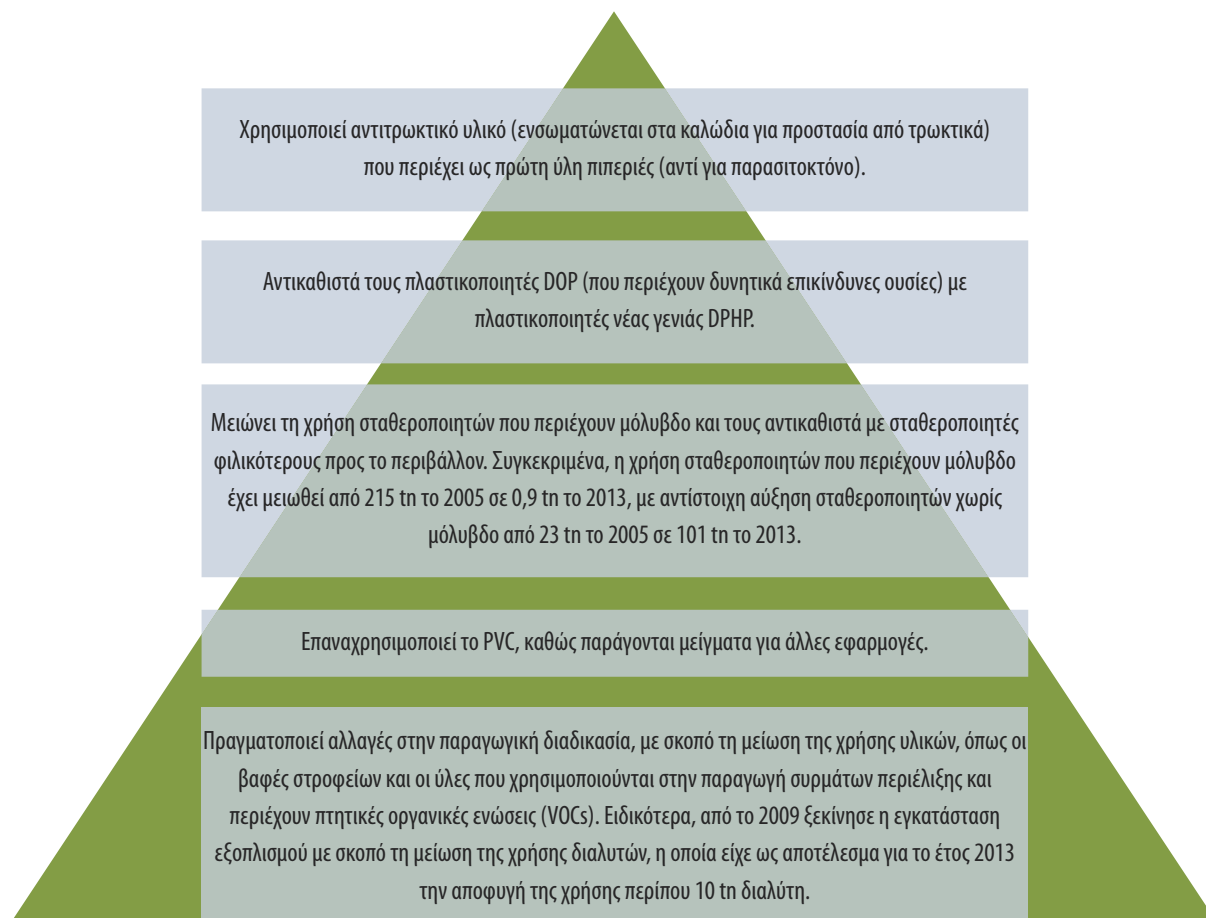 Χρησιμοποιεί αντιτρωκτικό υλικό (ενσωματώνεται στα καλώδια για προστασία από τρωκτικά)
που περιέχει ως πρώτη ύλη πιπεριές (αντί για παρασιτοκτόνο).
Αντικαθιστά τους πλαστικοποιητές DOP (που περιέχουν δυνητικά επικίνδυνες ουσίες) με
πλαστικοποιητές νέας γενιάς DPHP.
Μειώνει τη χρήση σταθεροποιητών που περιέχουν μόλυβδο και τους αντικαθιστά με σταθεροποιητές
φιλικότερους προς το περιβάλλον. Συγκεκριμένα, η χρήση σταθεροποιητών που περιέχουν μόλυβδο
έχει μειωθεί από 215 tn το 2005 σε 0,9 tn το 2013, με αντίστοιχη αύξηση σταθεροποιητών χωρίς
μόλυβδο από 23 tn το 2005 σε 101 tn το 2013.
Επαναχρησιμοποιεί το PVC, καθώς παράγονται μείγματα για άλλες εφαρμογές.
Πραγματοποιεί αλλαγές στην παραγωγική διαδικασία, με σκοπό τη μείωση της χρήσης υλικών, όπως οι
βαφές στροφείων και οι ύλες που χρησιμοποιούνται στην παραγωγή συρμάτων περιέλιξης και
περιέχουν πτητικές οργανικές ενώσεις (VOCs). Ειδικότερα, από το 2009 ξεκίνησε η εγκατάσταση
εξοπλισμού με σκοπό τη μείωση της χρήσης διαλυτών, η οποία είχε ως αποτέλεσμα για το έτος 2013
την αποφυγή της χρήσης περίπου 10 tn διαλύτη.